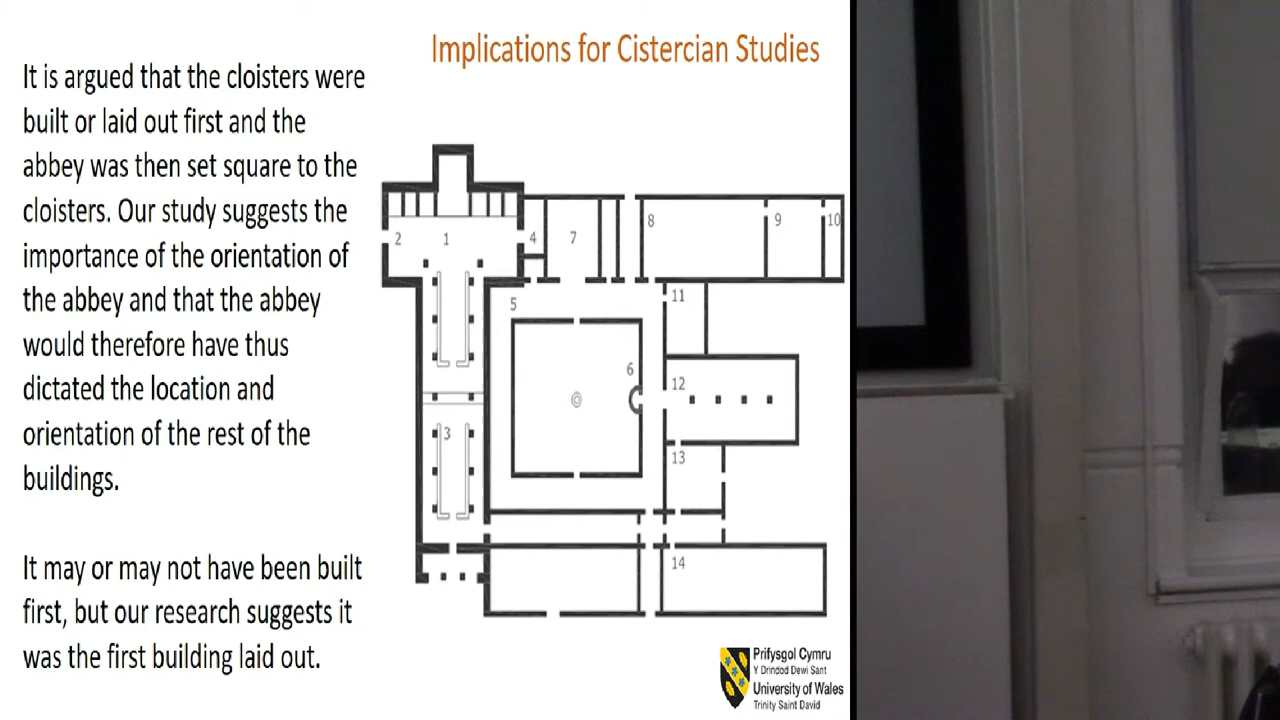 Implications for Cistercian Studies
It is argued that the cloisters were
built or laid out first and the
abbey was then set square to the
cloisters. Our study suggests the
importance of the orientation of
the abbey and that the abbey
would therefore have thus
dictated the location and
orientation of the rest of the
buildings.
It may or may not have been built
first, but our research suggests it
was the first building laid out.
2 1 4 7 8 9 10
5 11
6 12
3 13
14
Prifysgol Cymru
Y Drindod Dewi Sant
University of Wales
Trinity Saint David